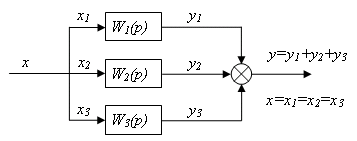 x₁ W₁(p) y₁
y=y₁+y₂+y₃
x x₂ W₂(p) y₂
x=x₁=x₂=x₃
x₃ W₃(p) y₃